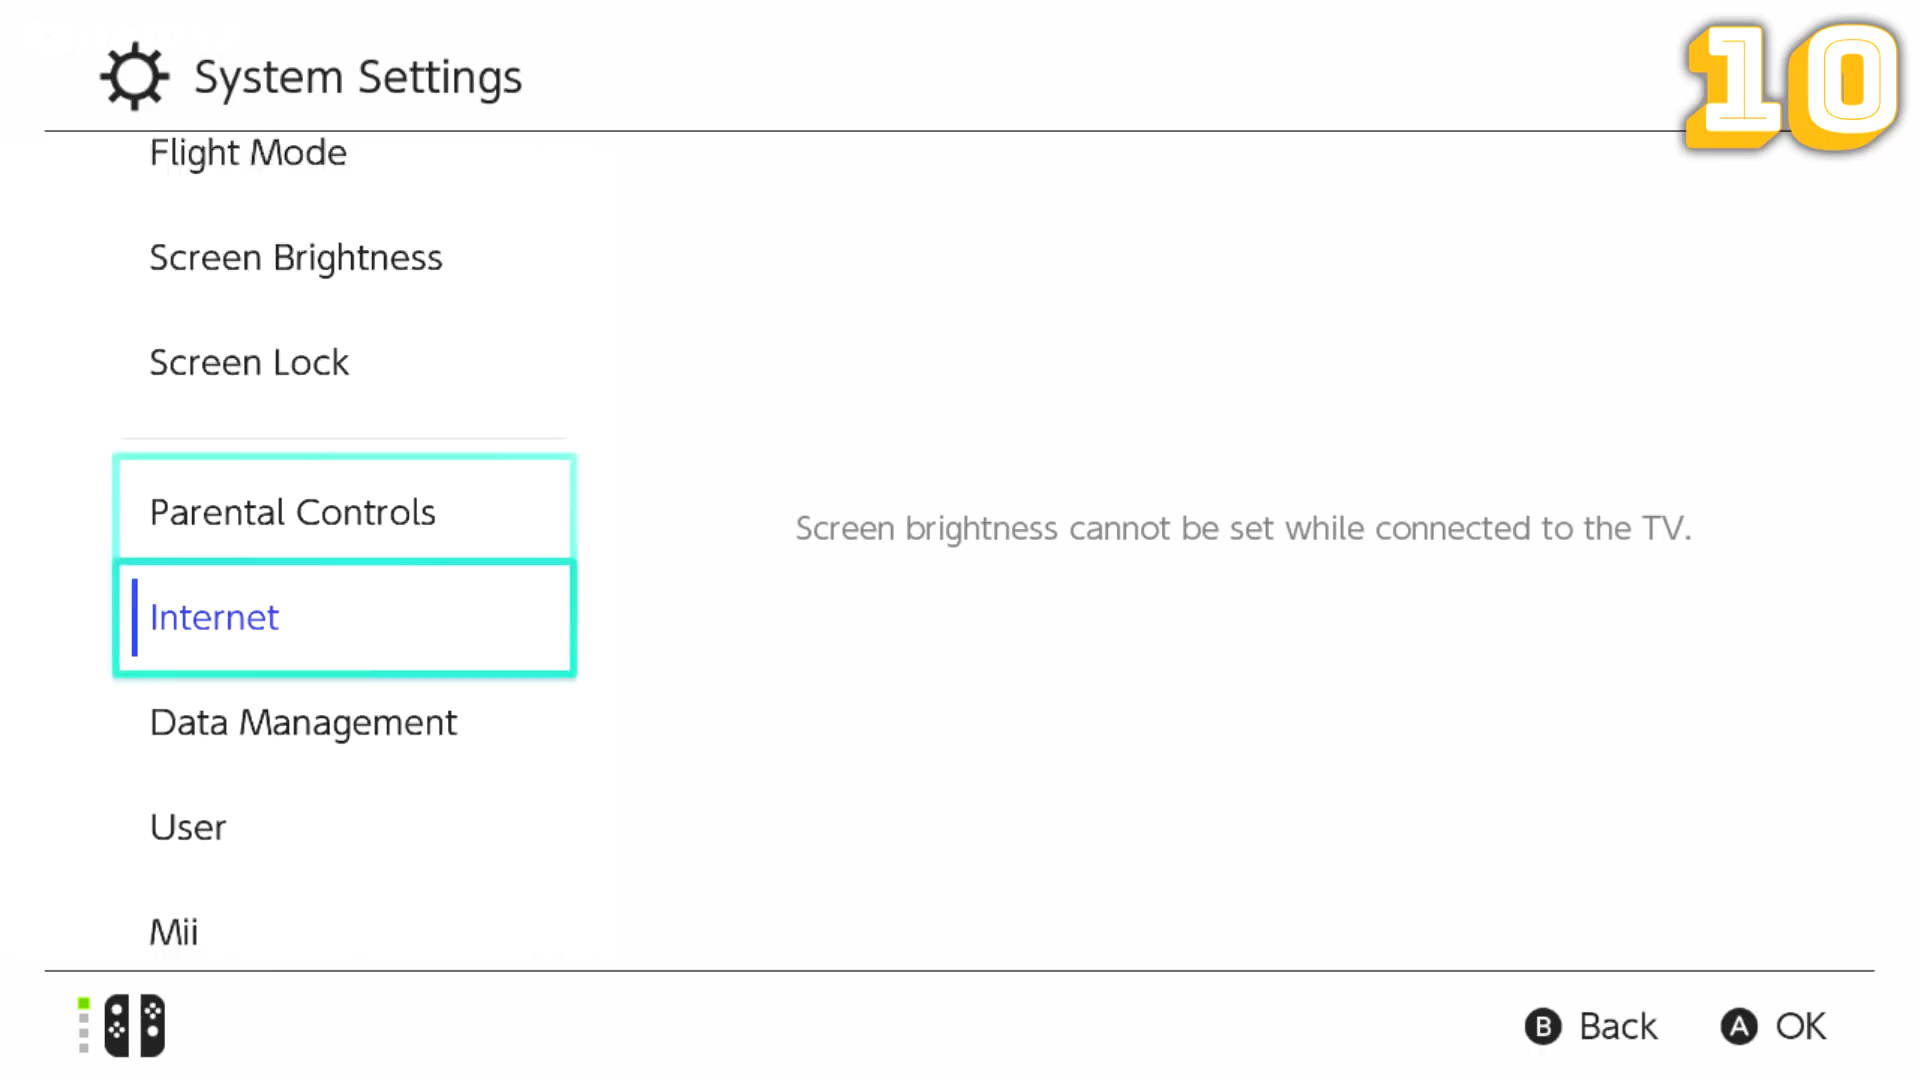 System Settings
10
Flight Mode
Screen Brightness
Screen Lock
Parental Controls
Screen brightness cannot be set while connected to the TV.
Internet
Data Management
User
Mii
B Back
A OK